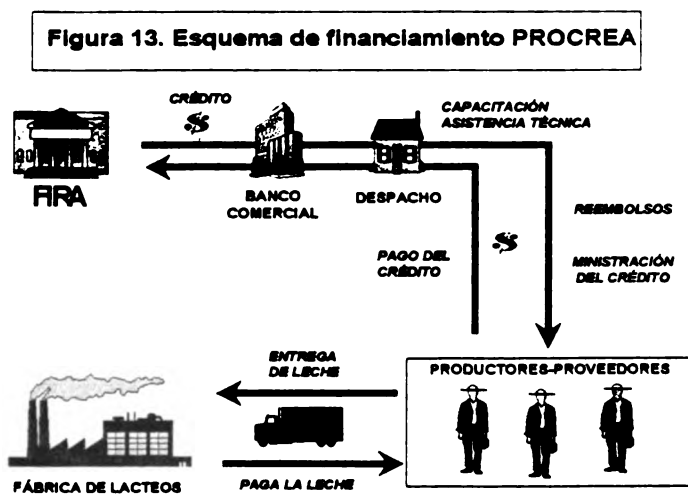 Figura 13. Esquema de financiamiento PROCREA
CRÉDITO
$
CAPACITACIÓN
ASISTENCIA TÉCNICA
FIRA
BANCO
COMERCIAL
DESPACHO
REEMBOLSOS
$
PAGO DEL
CRÉDITO
MINISTRACIÓN
DEL CRÉDITO
ENTREGA
DE LECHE
PRODUCTORES-PROVEEDORES
FÁBRICA DE LACTEOS
PAGA LA LECHE